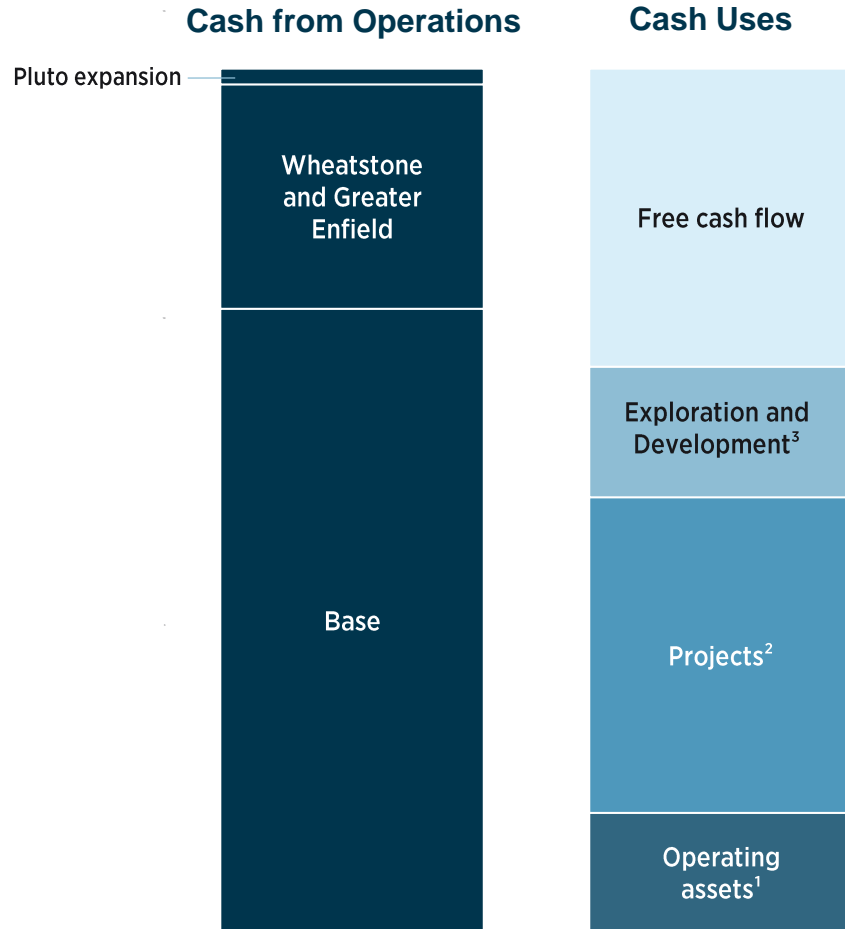 Cash from Operations
Cash Uses
Pluto expansion
Wheatstone
and Greater
Enfield
Base
Free cash flow
Exploration and
Development³
Projects²
Operating
assets¹